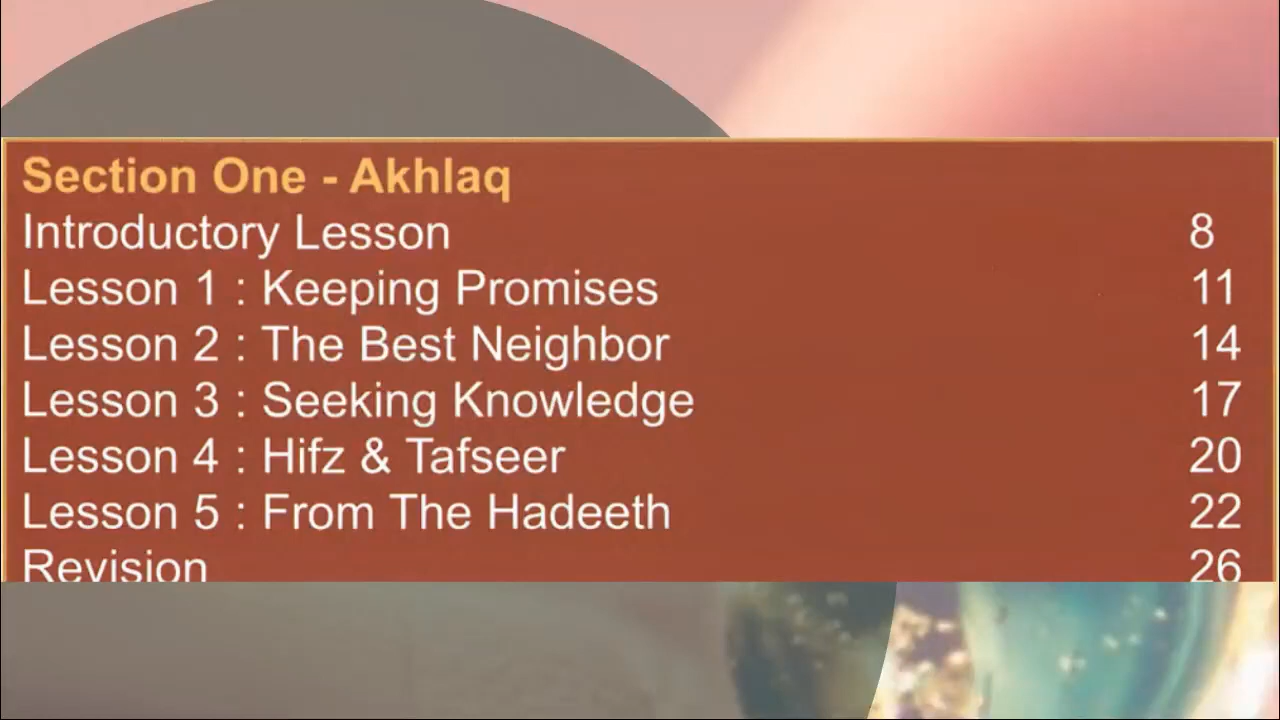 Section One - Akhlaq
Introductory Lesson 8
Lesson 1 : Keeping Promises 11
Lesson 2 : The Best Neighbor 14
Lesson 3 : Seeking Knowledge 17
Lesson 4 : Hifz & Tafseer 20
Lesson 5 : From The Hadeeth 22
Revision 26